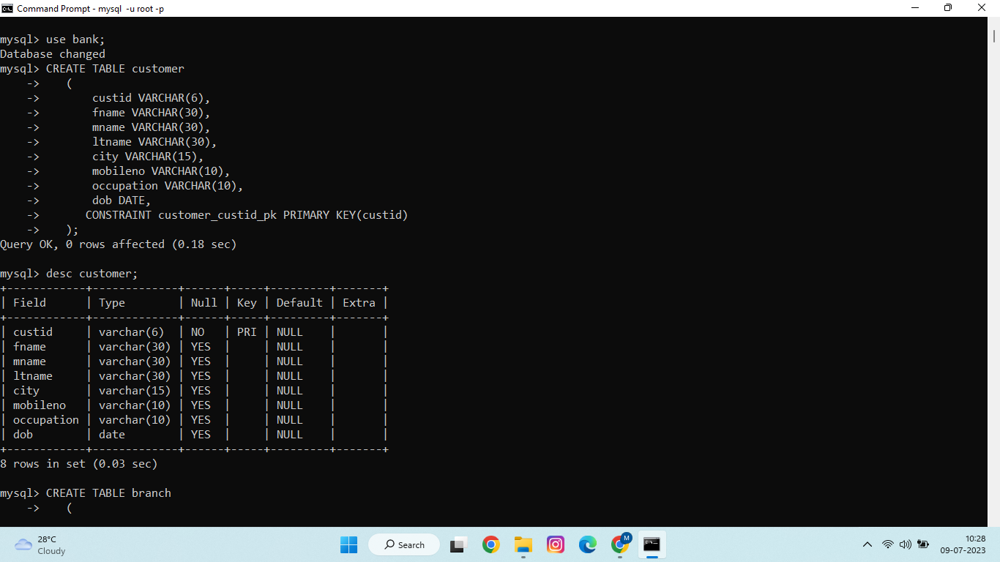 Command Prompt - mysql  -u root -p
mysql> use bank;
Database changed
mysql> CREATE TABLE customer
    ->    (
    ->        custid VARCHAR(6),
    ->        fname VARCHAR(30),
    ->        mname VARCHAR(30),
    ->        ltname VARCHAR(30),
    ->        city VARCHAR(15),
    ->        mobileno VARCHAR(10),
    ->        occupation VARCHAR(10),
    ->        dob DATE,
    ->       CONSTRAINT customer_custid_pk PRIMARY KEY(custid)
    ->    );
Query OK, 0 rows affected (0.18 sec)
mysql> desc customer;
+------------+-------------+------+-----+---------+-------+
| Field      | Type        | Null | Key | Default | Extra |
+------------+-------------+------+-----+---------+-------+
| custid     | varchar(6)  | NO   | PRI | NULL    |       |
| fname      | varchar(30) | YES  |     | NULL    |       |
| mname      | varchar(30) | YES  |     | NULL    |       |
| ltname     | varchar(30) | YES  |     | NULL    |       |
| city       | varchar(15) | YES  |     | NULL    |       |
| mobileno   | varchar(10) | YES  |     | NULL    |       |
| occupation | varchar(10) | YES  |     | NULL    |       |
| dob        | date        | YES  |     | NULL    |       |
+------------+-------------+------+-----+---------+-------+
8 rows in set (0.03 sec)
mysql> CREATE TABLE branch
    ->    (
28°C
Cloudy
Search
M
10:28
09-07-2023